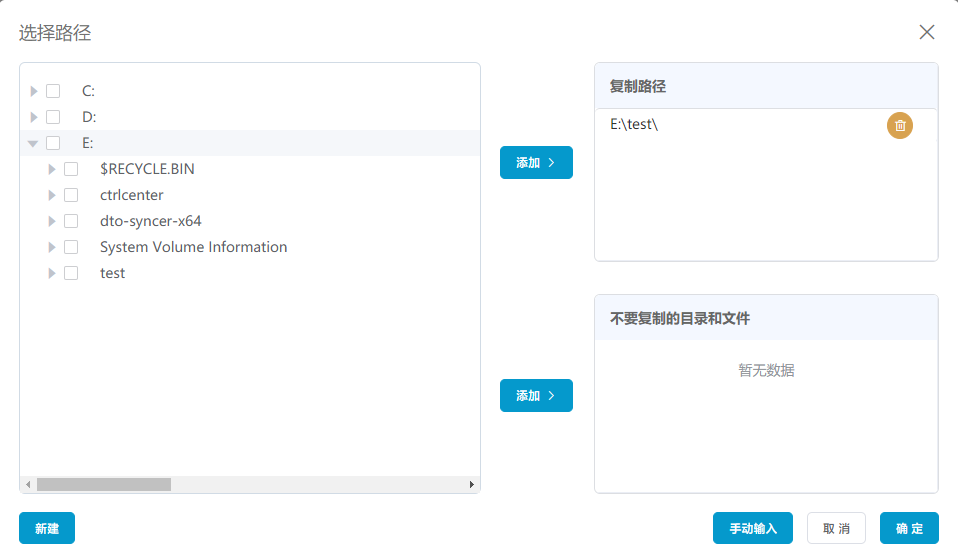 选择路径
C:
D:
E:
$RECYCLE.BIN
ctrlcenter
dto-syncer-x64
System Volume Information
test
添加
复制路径
E:\test\
添加
不要复制的目录和文件
暂无数据
新建
手动输入
取 消
确 定